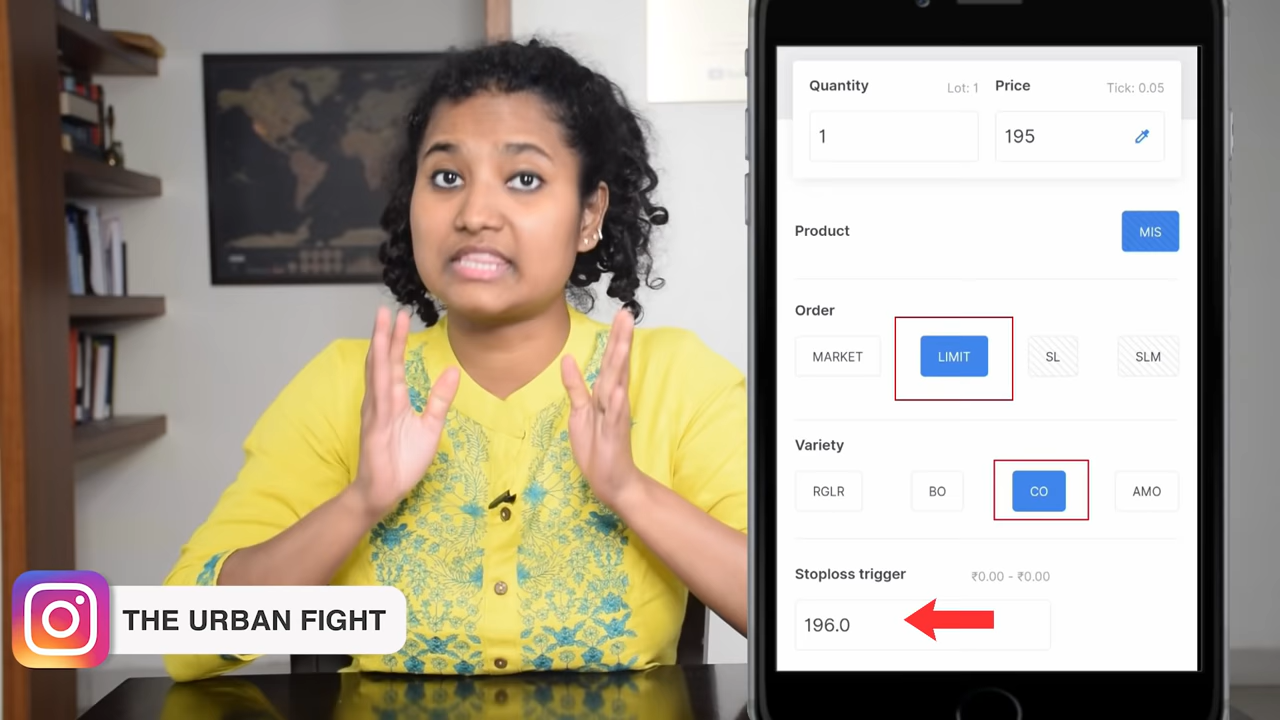 Quantity Lot: 1 Price Tick: 0.05
1 195
Product MIS
Order
MARKET LIMIT SL SLM
Variety
RGLR BO CO AMO
Stoploss trigger ₹0.00 - ₹0.00
196.0
THE URBAN FIGHT